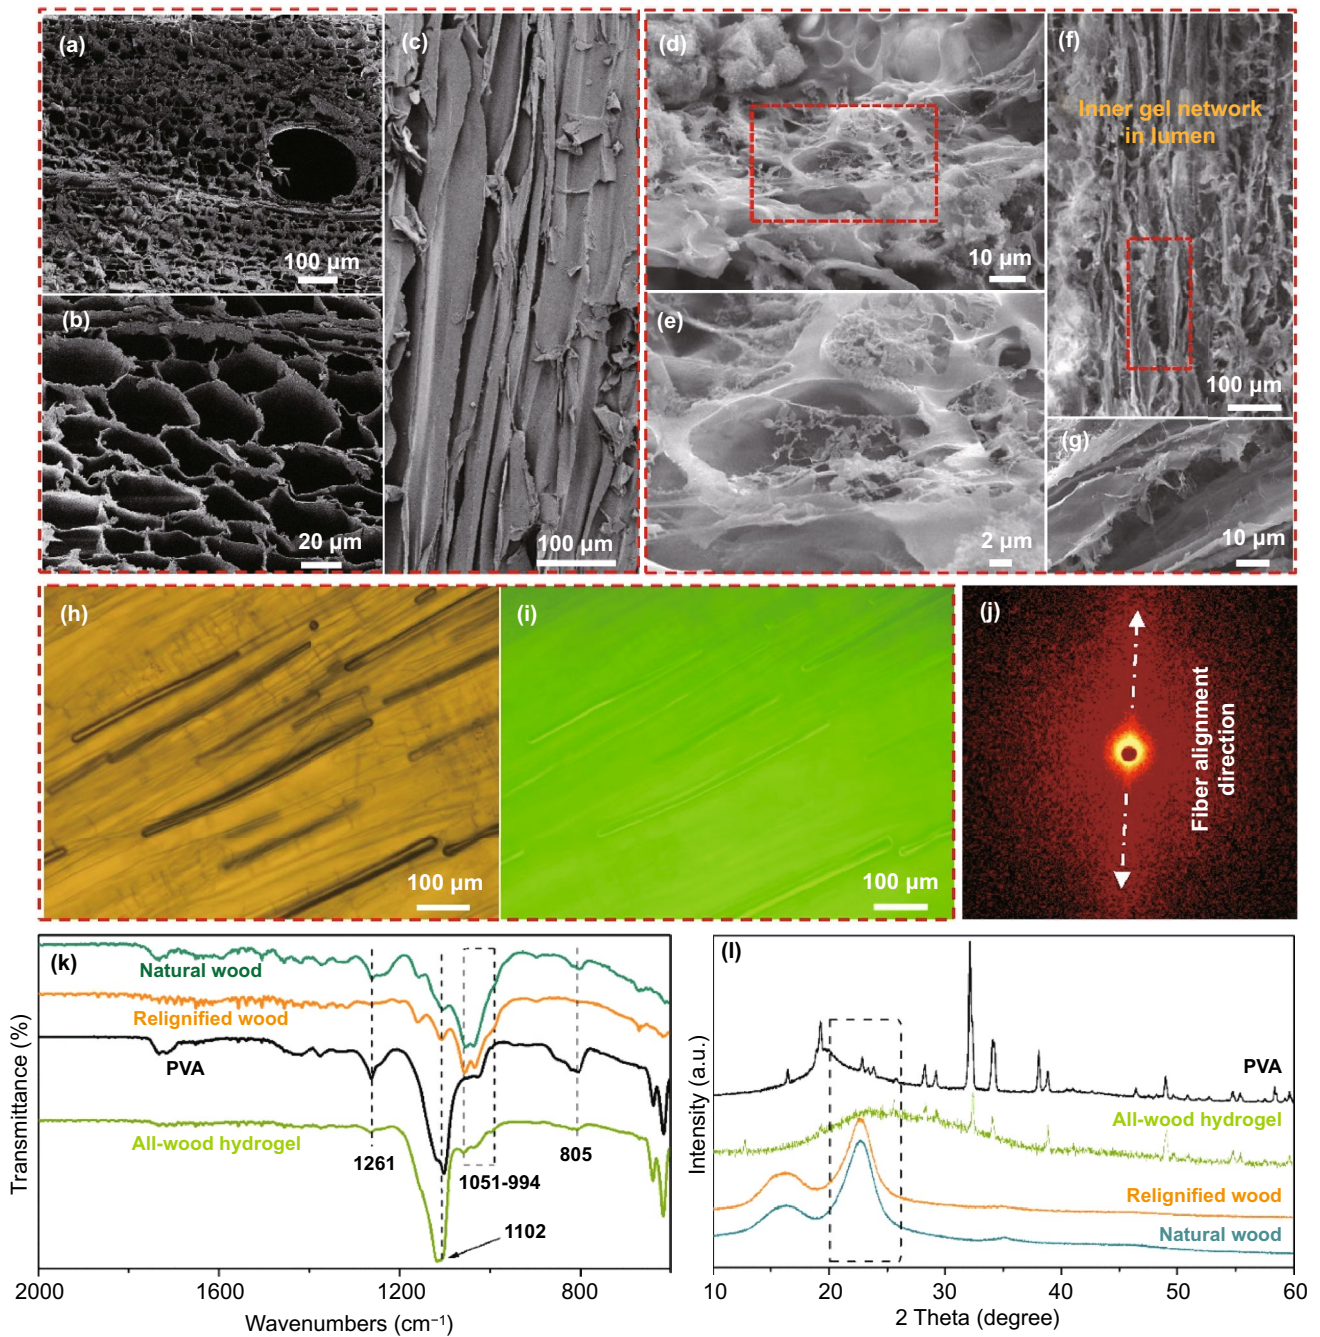 (a)
100 µm
(b)
20 µm
(c)
100 µm
(d)
10 µm
(e)
2 µm
(f)
Inner gel network
in lumen
100 µm
(g)
10 µm
(h)
100 µm
(i)
100 µm
(j)
Fiber alignment
direction
(k)
Natural wood
Relignified wood
PVA
All-wood hydrogel
1261
1051-994
805
1102
Transmittance (%)
2000 1600 1200 800
Wavenumbers (cm⁻¹)
(l)
PVA
All-wood hydrogel
Relignified wood
Natural wood
Intensity (a.u.)
10 20 30 40 50 60
2 Theta (degree)